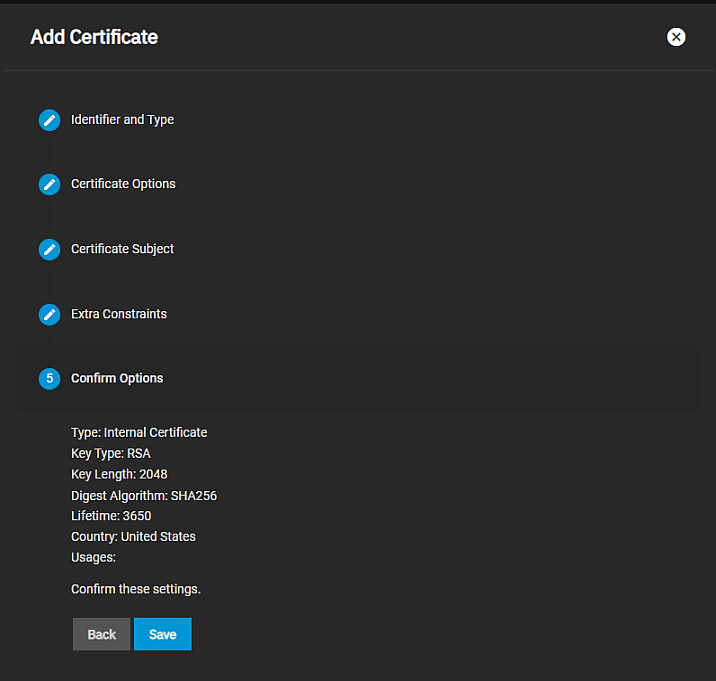 Add Certificate
Identifier and Type
Certificate Options
Certificate Subject
Extra Constraints
5 Confirm Options
Type: Internal Certificate
Key Type: RSA
Key Length: 2048
Digest Algorithm: SHA256
Lifetime: 3650
Country: United States
Usages:
Confirm these settings.
Back Save